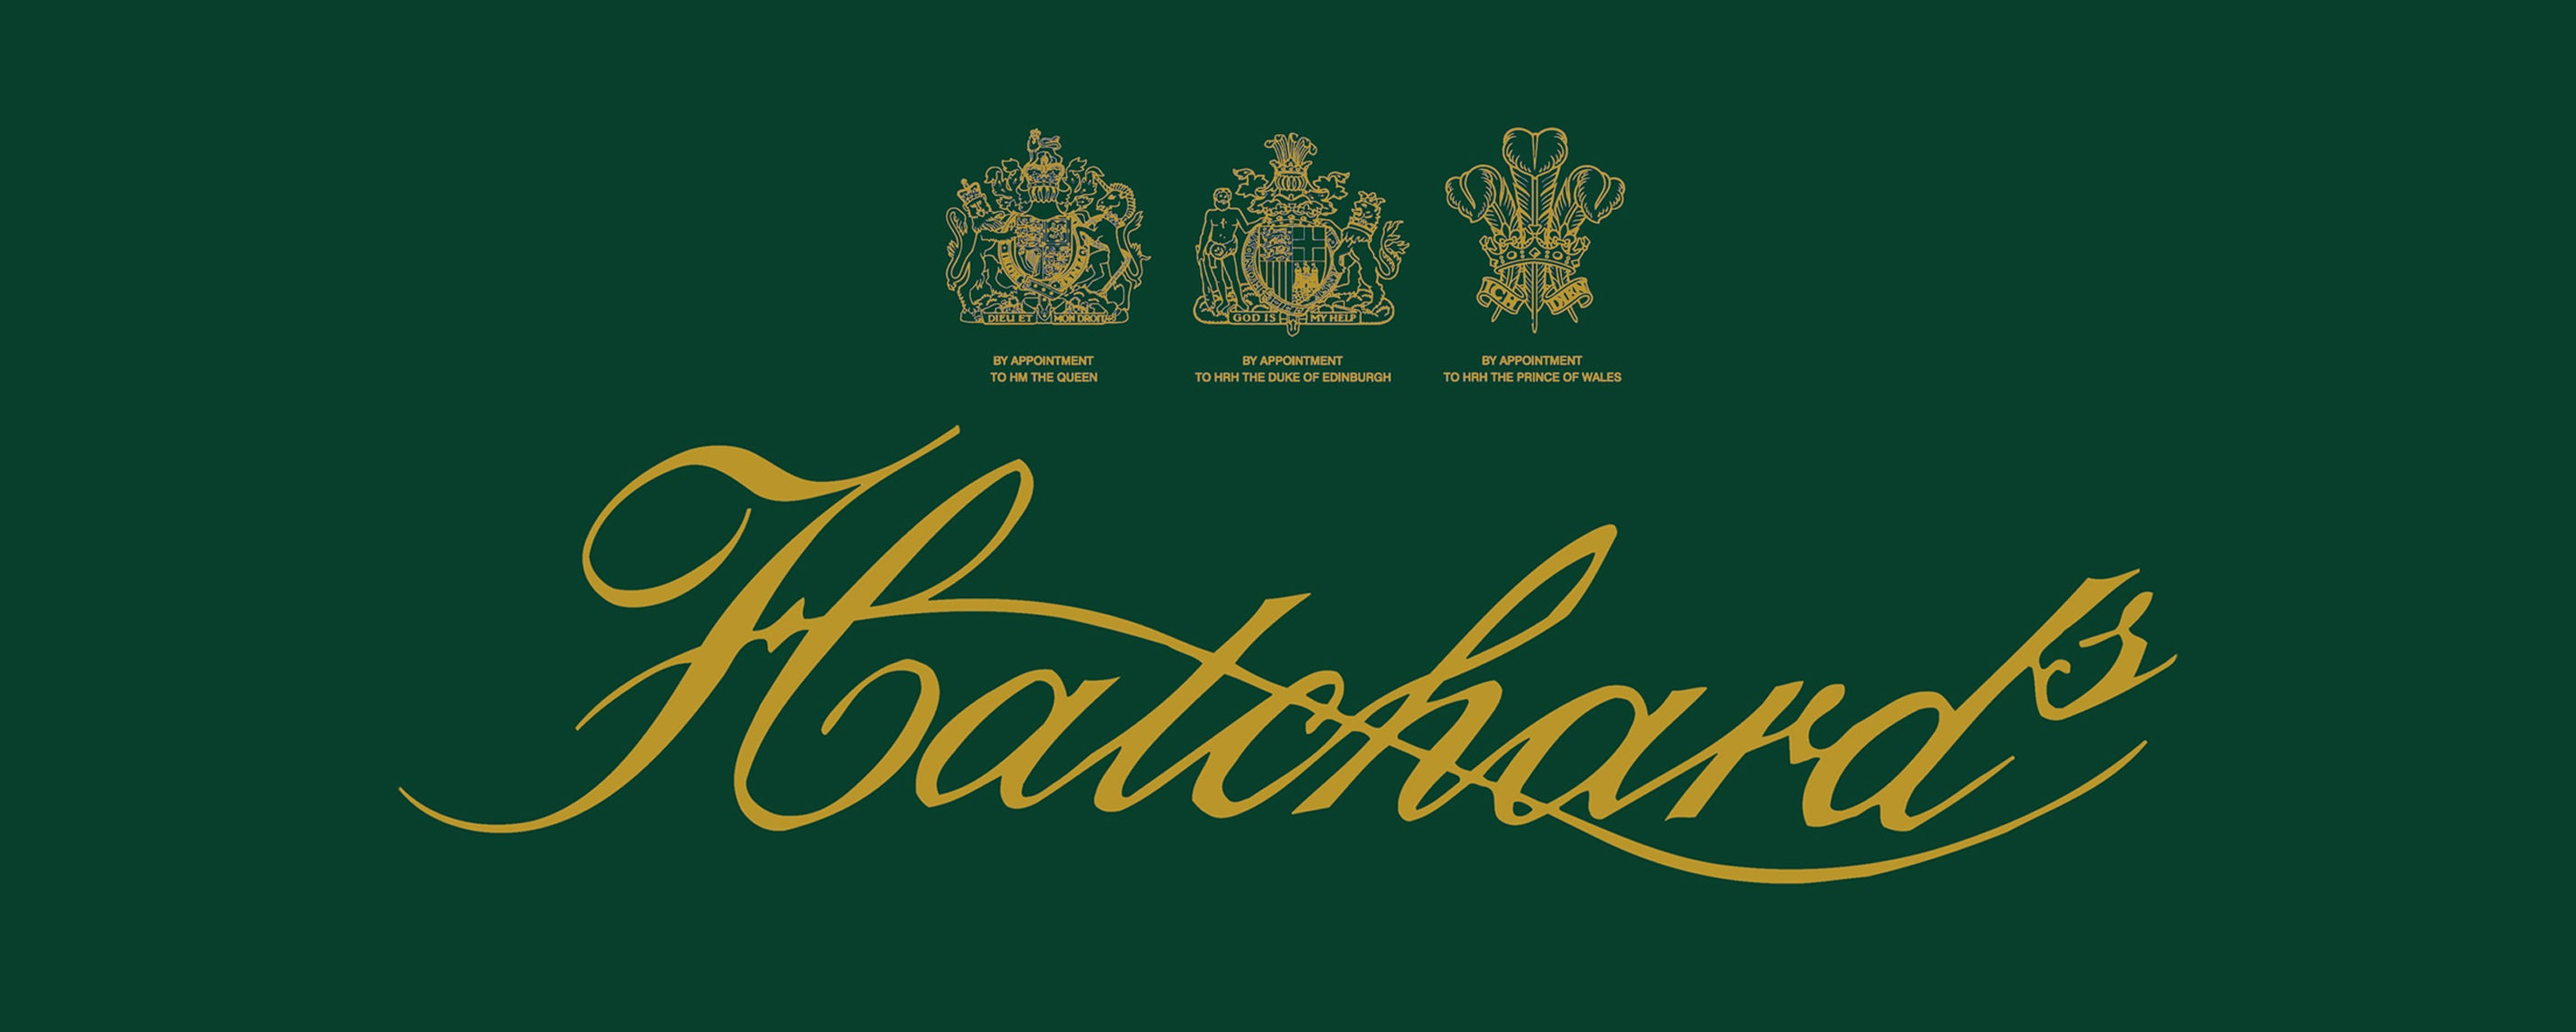 DIEU ET MON DROIT
GOD IS MY HELP
ICH DIEN
BY APPOINTMENT
TO HM THE QUEEN
BY APPOINTMENT
TO HRH THE DUKE OF EDINBURGH
BY APPOINTMENT
TO HRH THE PRINCE OF WALES
Hatchards